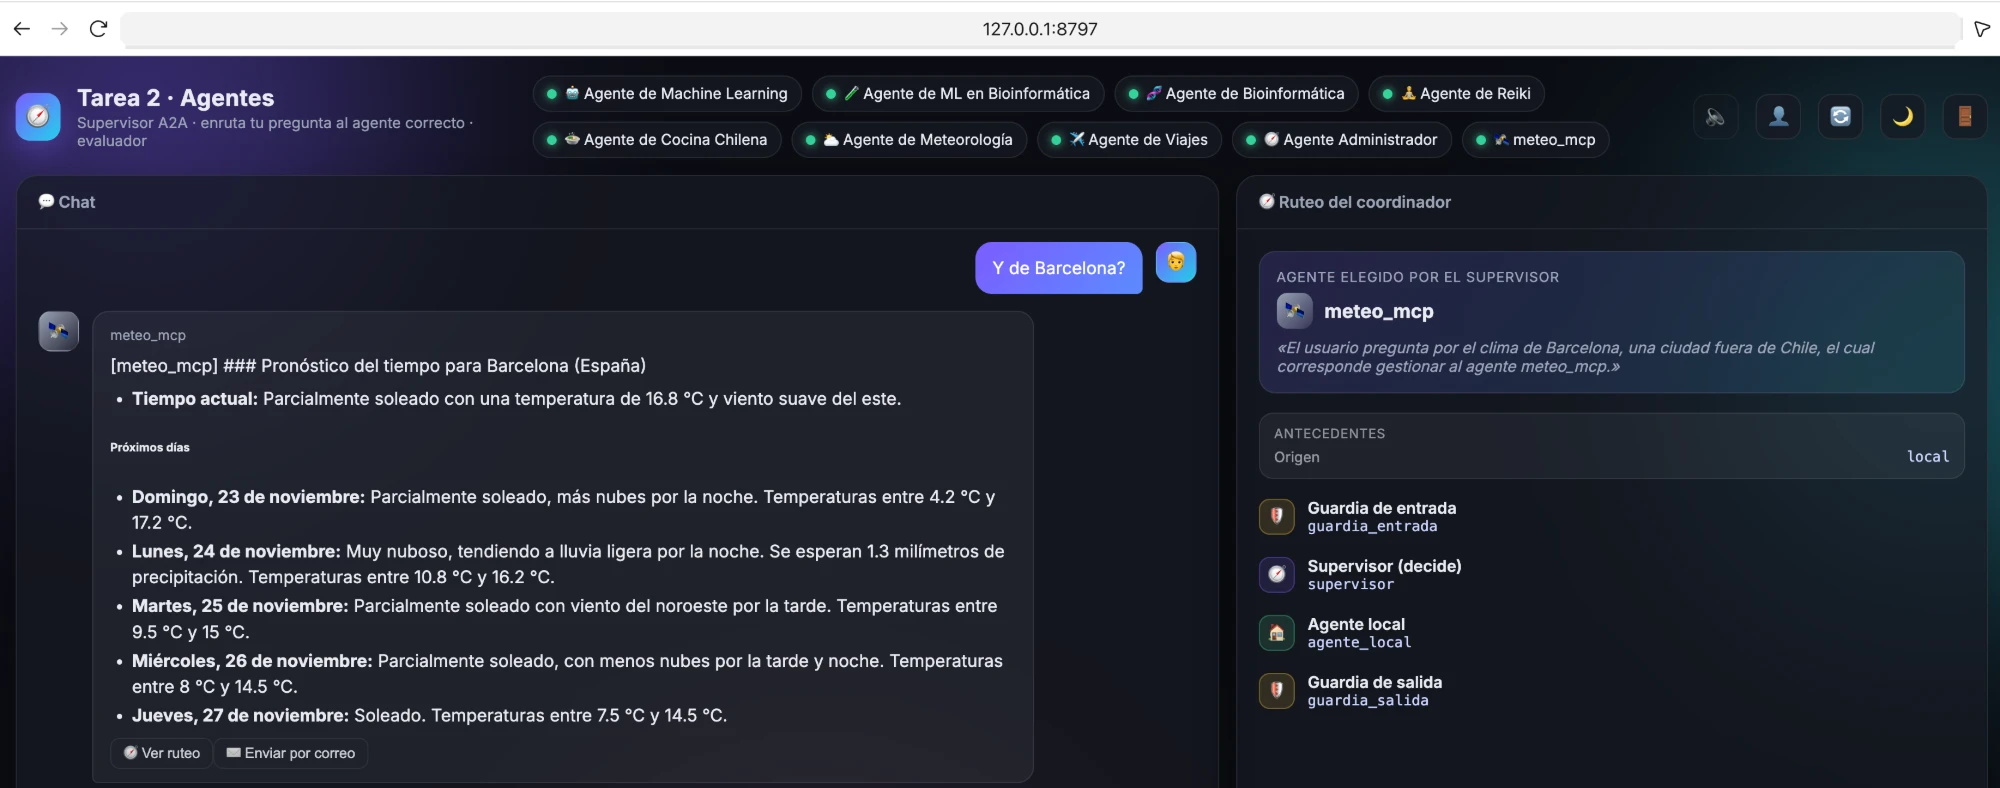 127.0.0.1:8797
Tarea 2 · Agentes
Supervisor A2A · enruta tu pregunta al agente correcto ·
evaluador
Agente de Machine Learning
Agente de ML en Bioinformática
Agente de Bioinformática
Agente de Reiki
Agente de Cocina Chilena
Agente de Meteorología
Agente de Viajes
Agente Administrador
meteo_mcp
Chat
Y de Barcelona?
meteo_mcp
[meteo_mcp] ### Pronóstico del tiempo para Barcelona (España)
• Tiempo actual: Parcialmente soleado con una temperatura de 16.8 °C y viento suave del este.
Próximos días
• Domingo, 23 de noviembre: Parcialmente soleado, más nubes por la noche. Temperaturas entre 4.2 °C y
17.2 °C.
• Lunes, 24 de noviembre: Muy nuboso, tendiendo a lluvia ligera por la noche. Se esperan 1.3 milímetros de
precipitación. Temperaturas entre 10.8 °C y 16.2 °C.
• Martes, 25 de noviembre: Parcialmente soleado con viento del noroeste por la tarde. Temperaturas entre
9.5 °C y 15 °C.
• Miércoles, 26 de noviembre: Parcialmente soleado, con menos nubes por la tarde y noche. Temperaturas
entre 8 °C y 14.5 °C.
• Jueves, 27 de noviembre: Soleado. Temperaturas entre 7.5 °C y 14.5 °C.
Ver ruteo
Enviar por correo
Ruteo del coordinador
AGENTE ELEGIDO POR EL SUPERVISOR
meteo_mcp
«El usuario pregunta por el clima de Barcelona, una ciudad fuera de Chile, el cual
corresponde gestionar al agente meteo_mcp.»
ANTECEDENTES
Origen local
Guardia de entrada
guardia_entrada
Supervisor (decide)
supervisor
Agente local
agente_local
Guardia de salida
guardia_salida